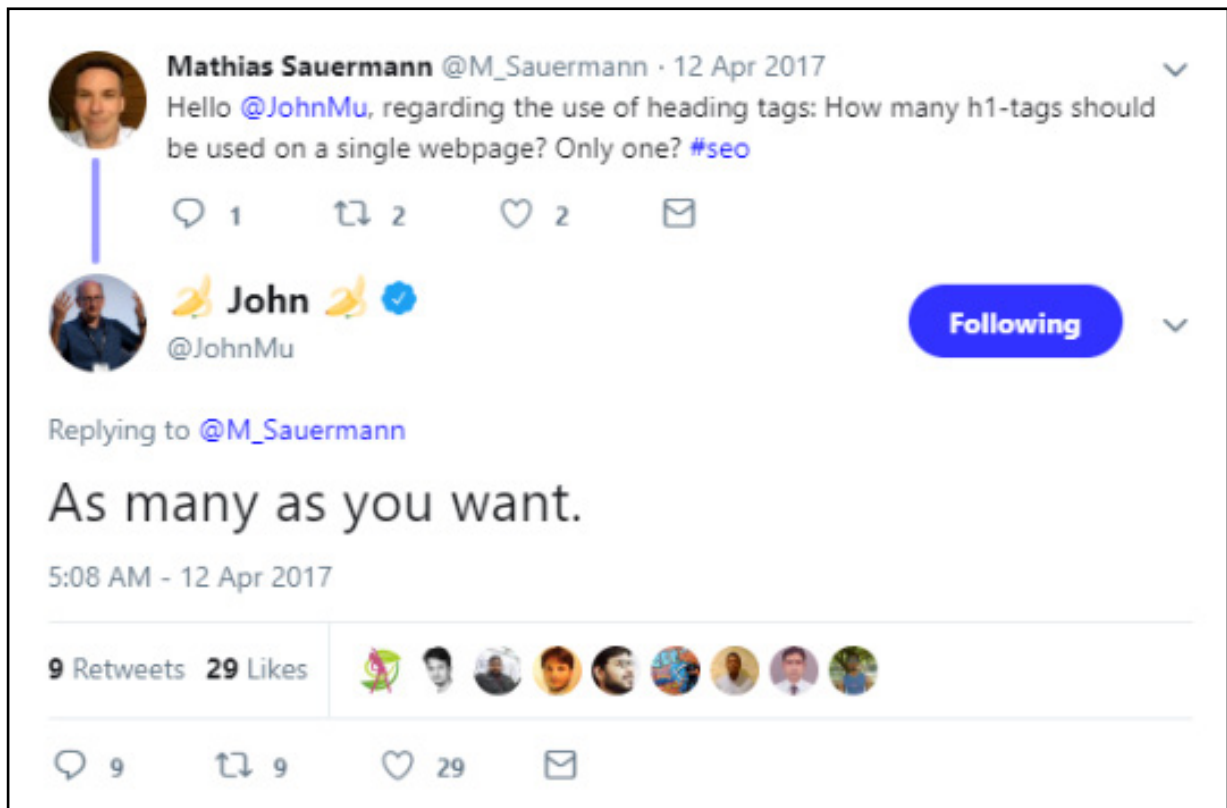 Mathias Sauermann @M_Sauermann · 12 Apr 2017
Hello @JohnMu, regarding the use of heading tags: How many h1-tags should
be used on a single webpage? Only one? #seo
1 2 2
🍌 John 🍌
Following
@JohnMu
Replying to @M_Sauermann
As many as you want.
5:08 AM - 12 Apr 2017
9 Retweets 29 Likes
9 9 29